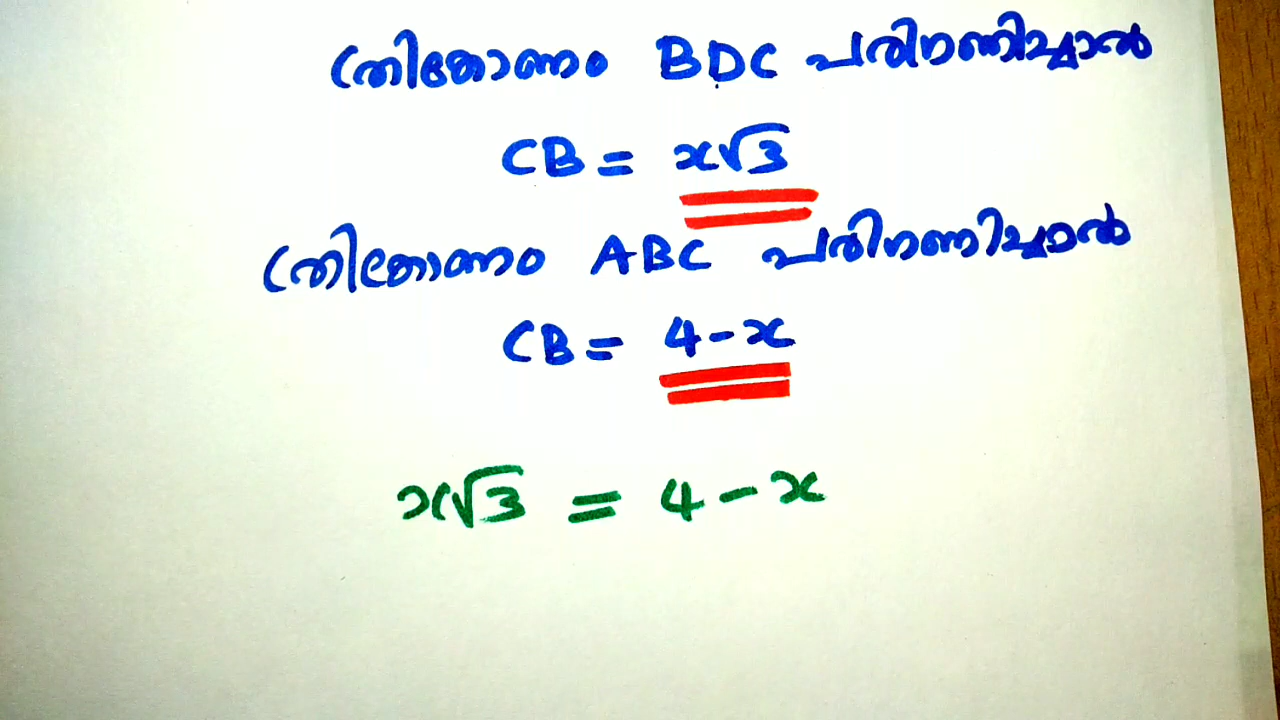 ത്രികോണം BDC പരിഗണിച്ചാൽ
CB = x√3
ത്രികോണം ABC പരിഗണിച്ചാൽ
CB = 4-x
x√3 = 4-x